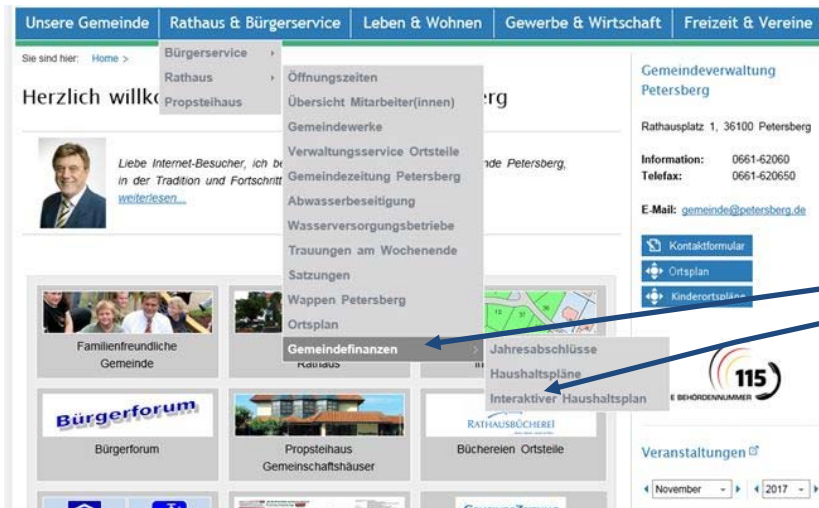 Unsere Gemeinde
Rathaus & Bürgerservice
Leben & Wohnen
Gewerbe & Wirtschaft
Freizeit & Vereine
Sie sind hier: Home >
Bürgerservice
Rathaus
Propsteihaus
Öffnungszeiten
Übersicht Mitarbeiter(innen)
Gemeindewerke
Verwaltungsservice Ortsteile
Gemeindezeitung Petersberg
Abwasserbeseitigung
Wasserversorgungsbetriebe
Trauungen am Wochenende
Satzungen
Wappen Petersberg
Ortsplan
Gemeindefinanzen
Jahresabschlüsse
Haushaltspläne
Interaktiver Haushaltsplan
Herzlich
Liebe Internet-Besucher, ich
Petersberg,
in der Tradition und Fortschritt
weiterlesen...
Familienfreundliche
Gemeinde
Rathaus
Bürgerforum
Bürgerforum
Propsteihaus
Gemeinschaftshäuser
RATHAUSBÜCHEREI
Büchereien Ortsteile
Gemeindeverwaltung
Petersberg
Rathausplatz 1, 36100 Petersberg
Information: 0661-62060
Telefax: 0661-620650
E-Mail: gemeinde@petersberg.de
Kontaktformular
Ortsplan
Kinderortspläne
115
BEHÖRDENNUMMER
Veranstaltungen
November
2017